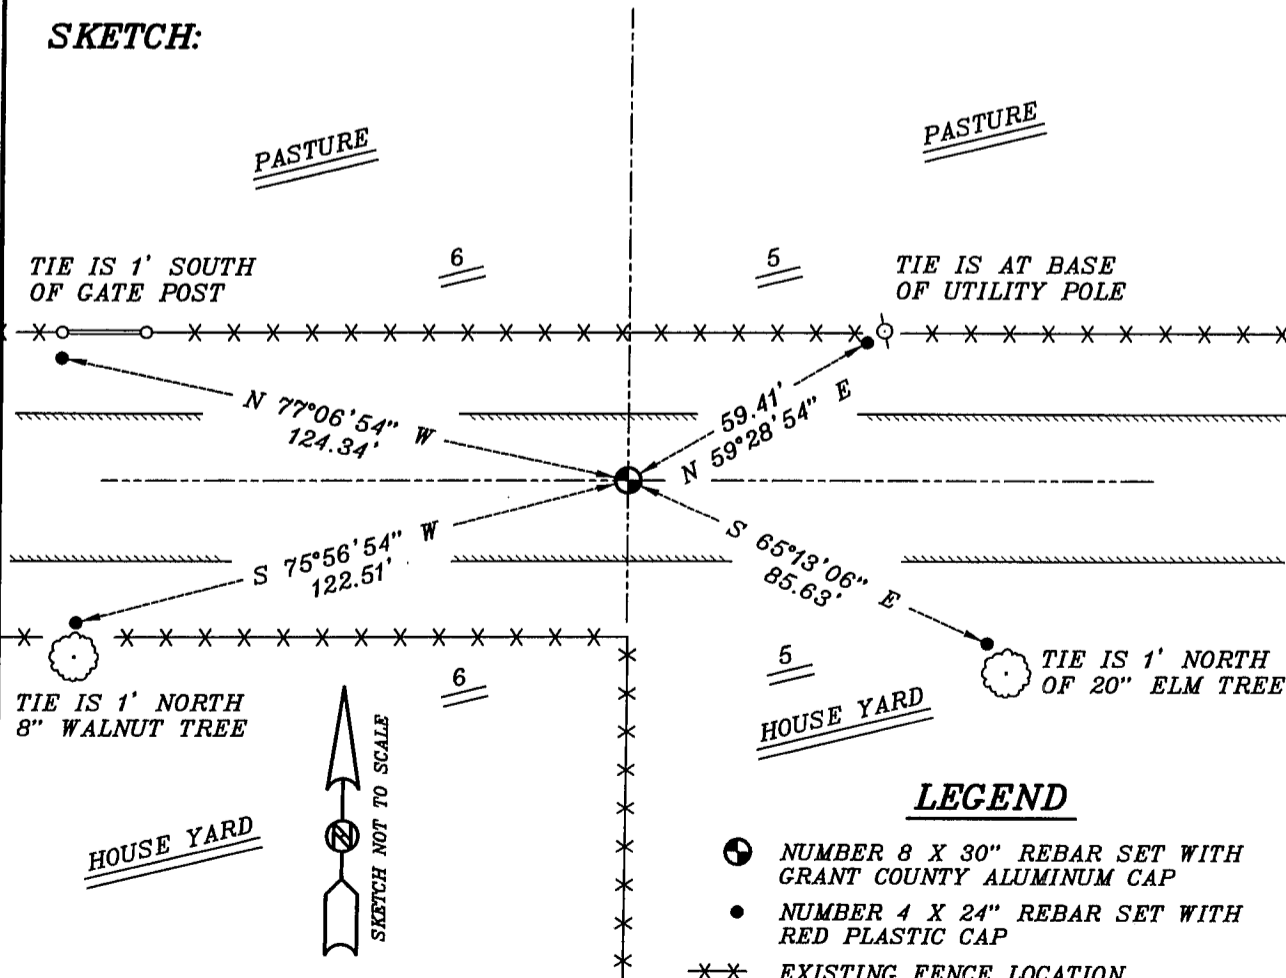 SKETCH:
PASTURE
PASTURE
6
5
TIE IS 1' SOUTH
OF GATE POST
TIE IS AT BASE
OF UTILITY POLE
N 77°06'54" W
124.34'
59.41'
N 59°28'54" E
S 75°56'54" W
122.51'
S 65°13'06" E
85.63'
TIE IS 1' NORTH
8" WALNUT TREE
6
5
TIE IS 1' NORTH
OF 20" ELM TREE
HOUSE YARD
HOUSE YARD
N
SKETCH NOT TO SCALE
LEGEND
NUMBER 8 X 30" REBAR SET WITH
GRANT COUNTY ALUMINUM CAP
NUMBER 4 X 24" REBAR SET WITH
RED PLASTIC CAP
EXISTING FENCE LOCATION